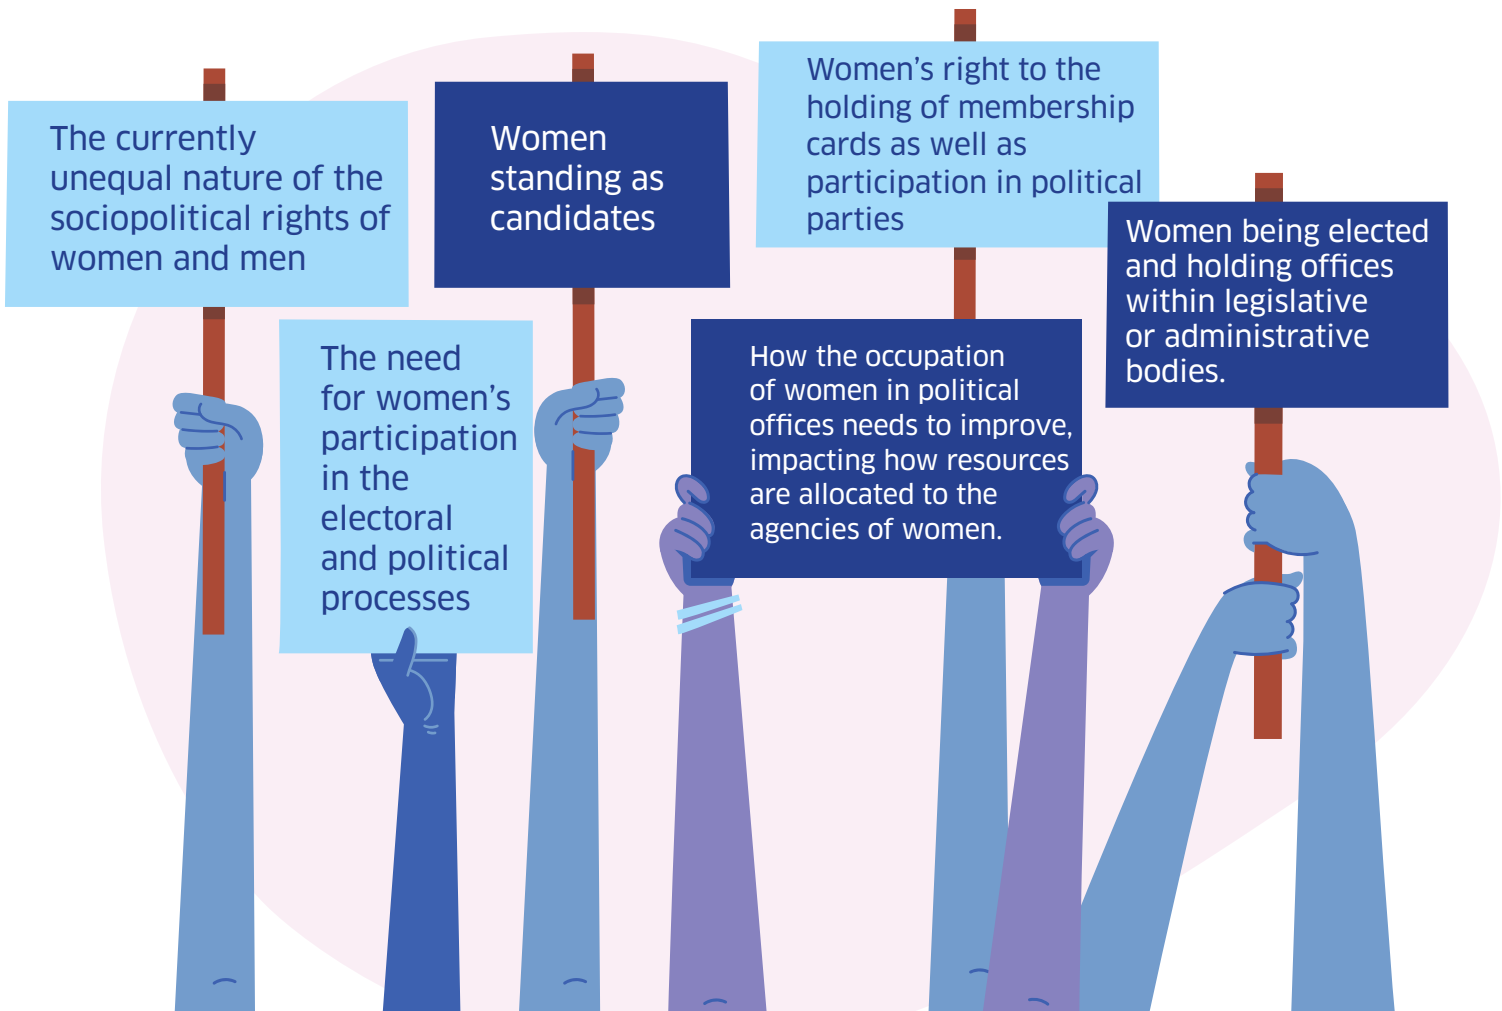 The currently
unequal nature of the
sociopolitical rights of
women and men
Women
standing as
candidates
Women’s right to the
holding of membership
cards as well as
participation in political
parties
Women being elected
and holding offices
within legislative
or administrative
bodies.
The need
for women’s
participation
in the
electoral
and political
processes
How the occupation
of women in political
offices needs to improve,
impacting how resources
are allocated to the
agencies of women.